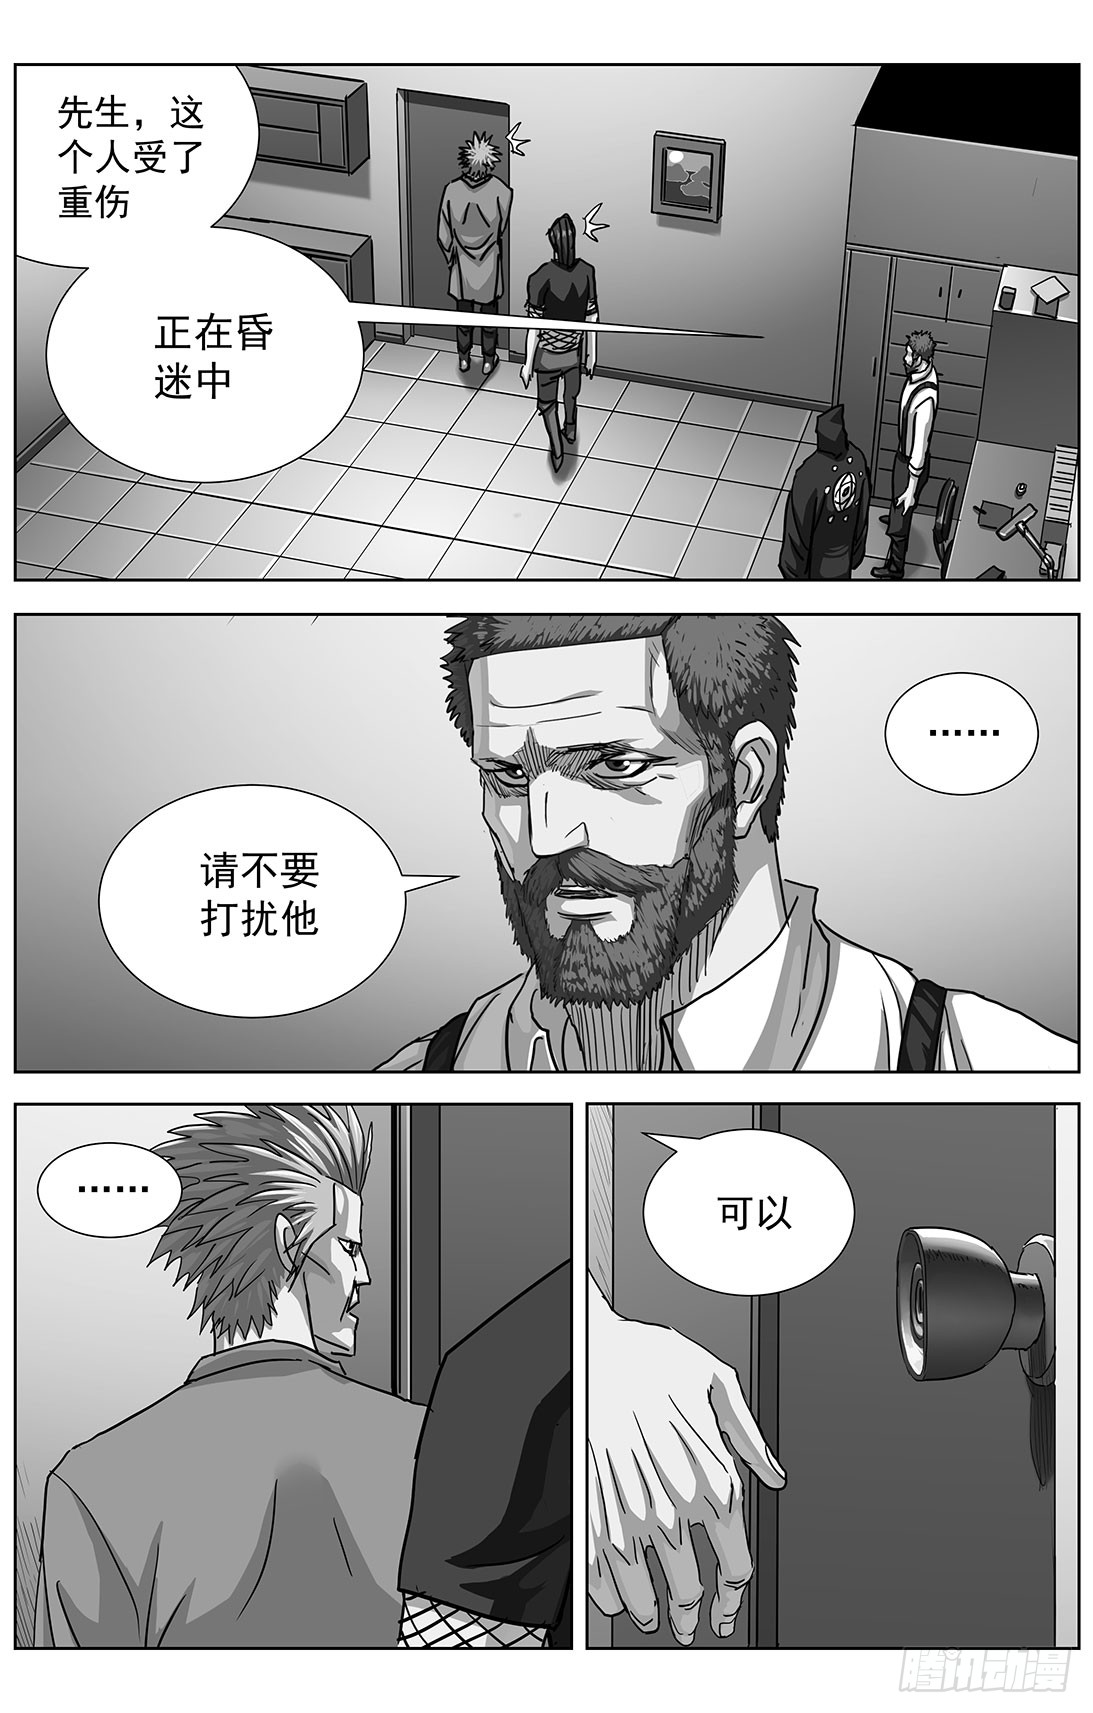 先生，这
个人受了
重伤
正在昏
迷中
……
请不要
打扰他
……
可以
腾讯动漫